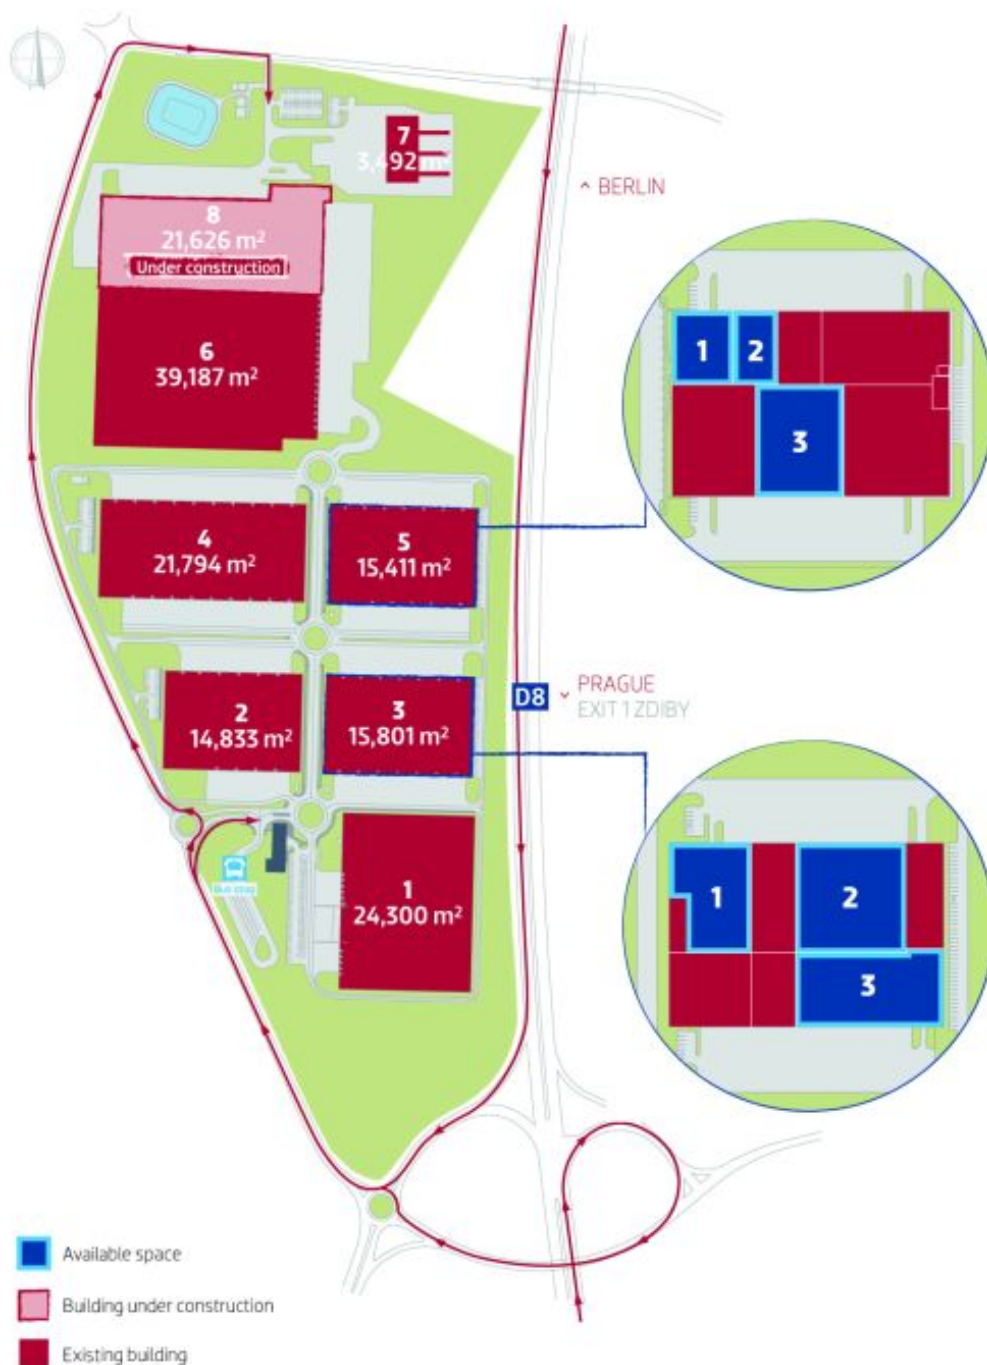 7
3,492 m²
^ BERLIN
8
21,626 m²
Under construction
6
39,187 m²
1
2
3
4
21,794 m²
5
15,411 m²
D8
PRAGUE
EXIT 1 ZDIBY
2
14,833 m²
3
15,801 m²
Bus stop
1
24,300 m²
1
2
3
Available space
Building under construction
Existing building